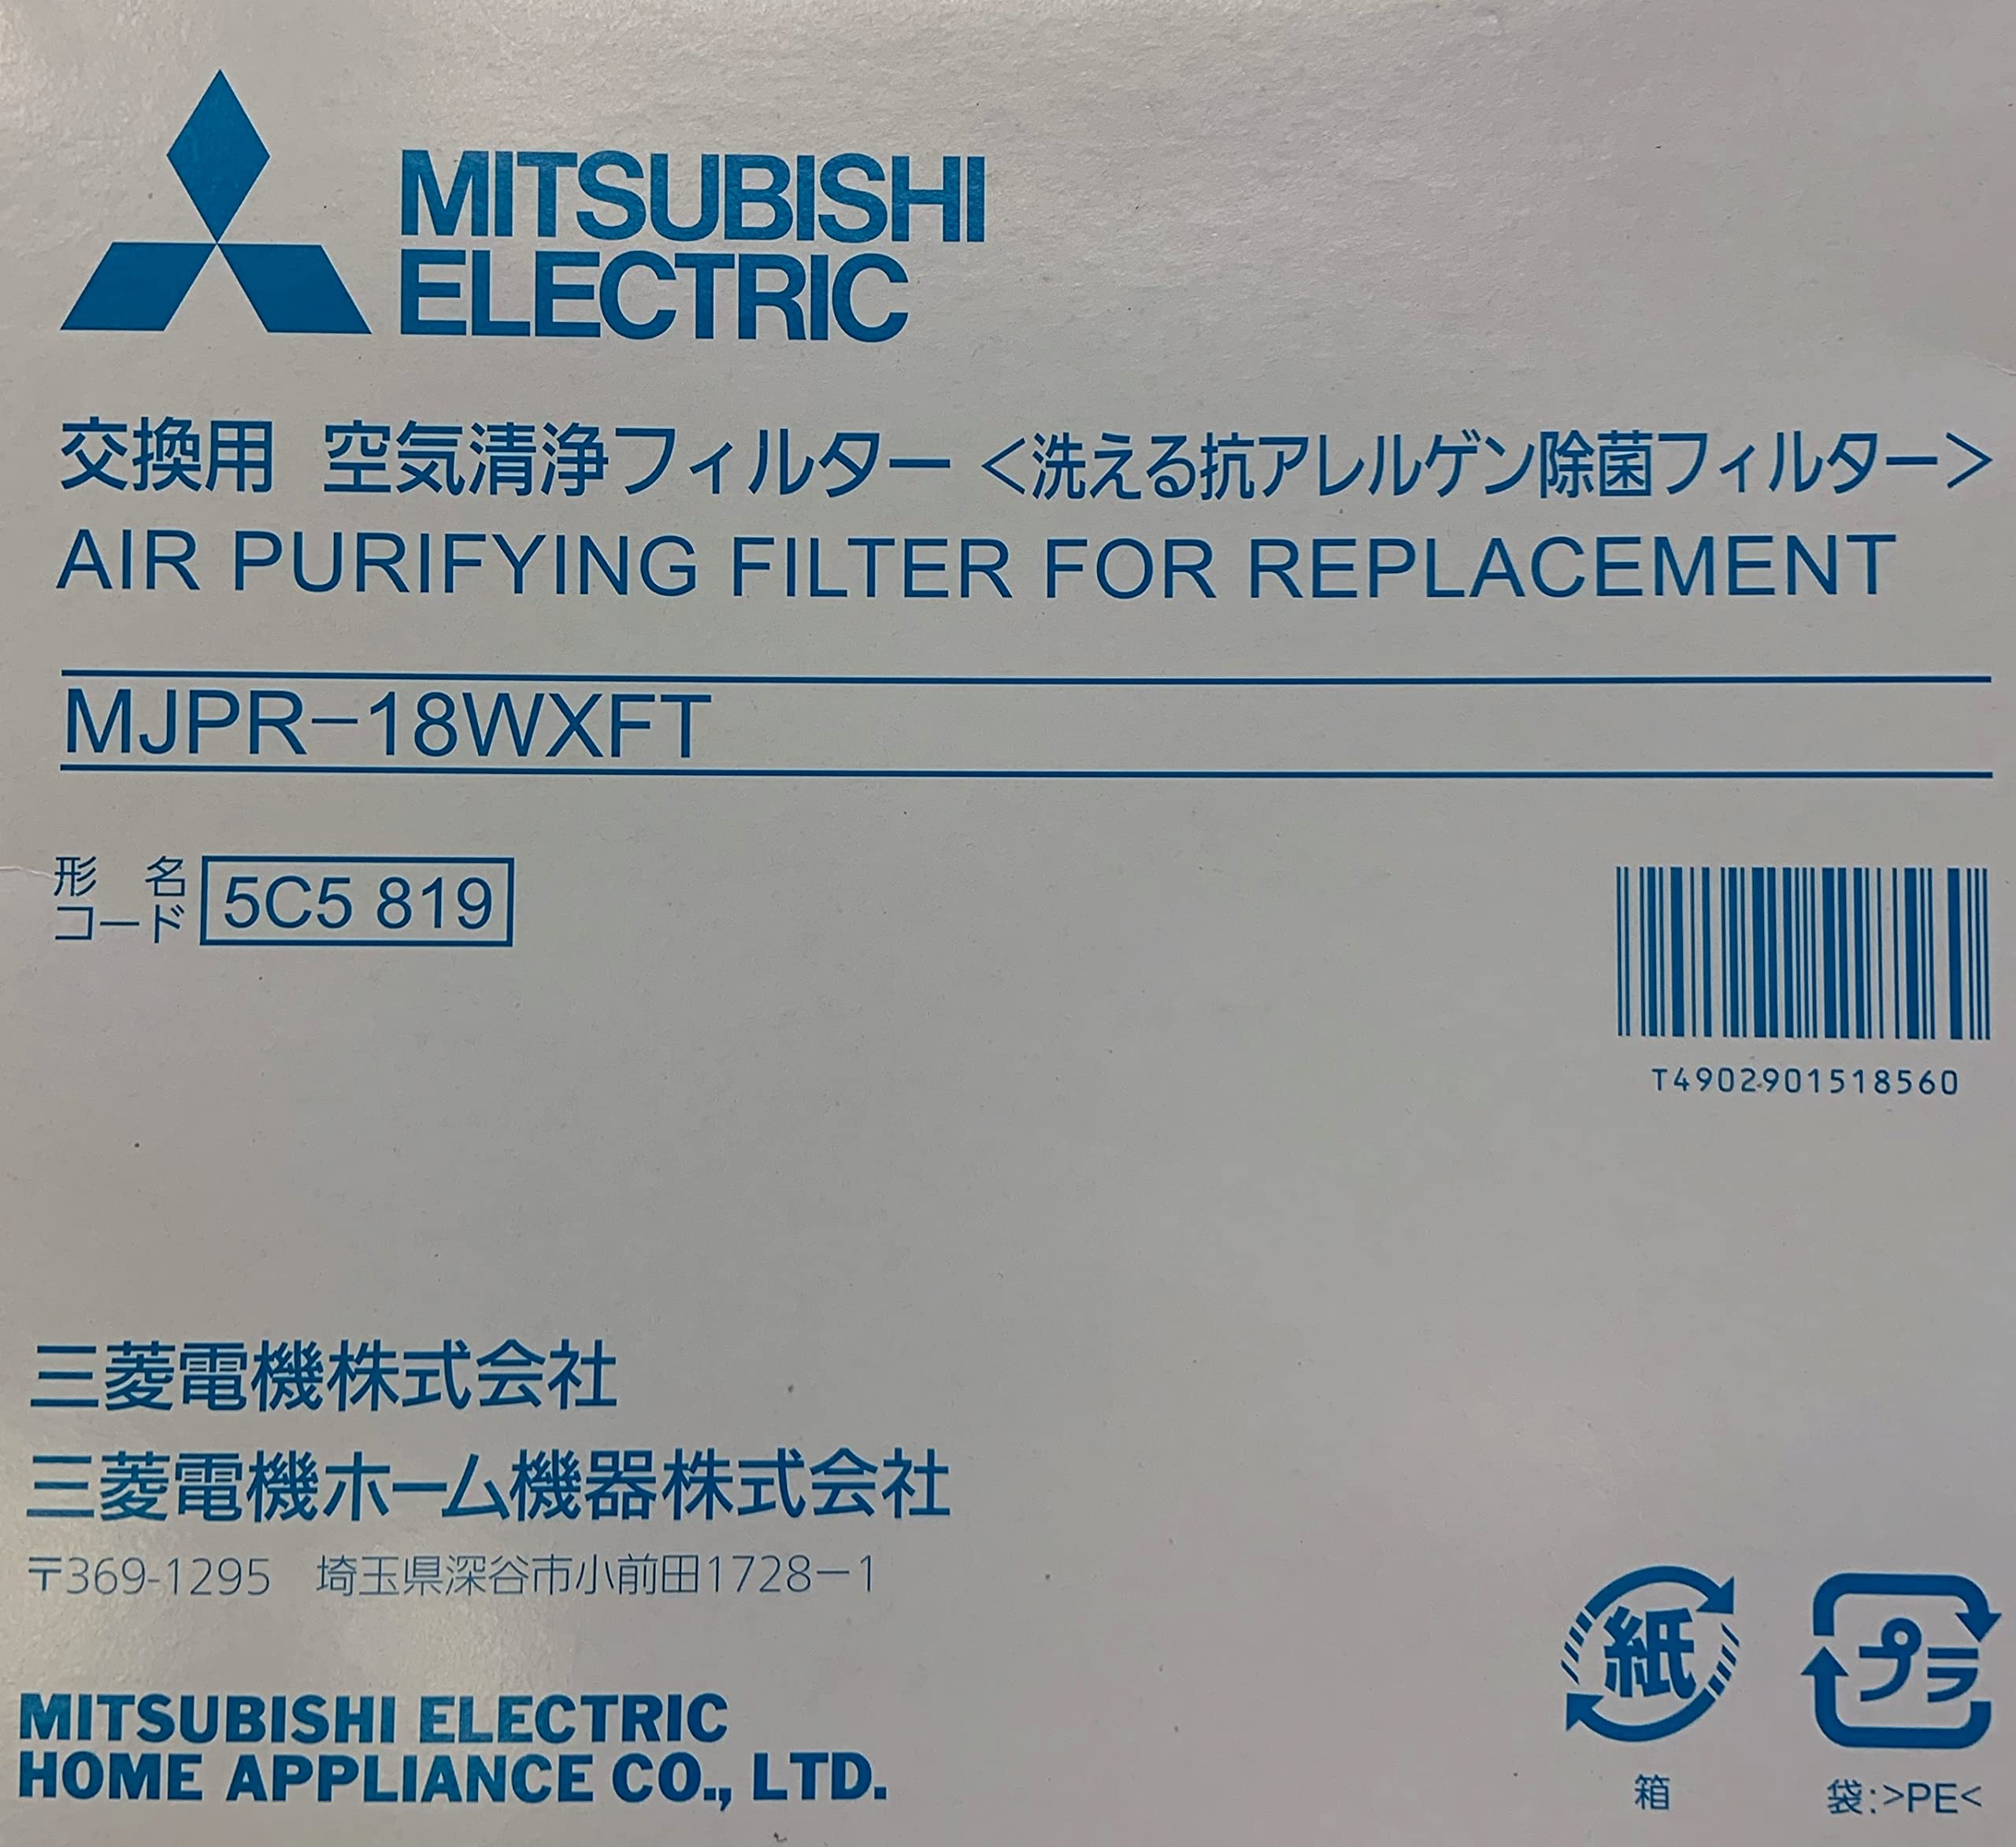 MITSUBISHI
ELECTRIC
交換用 空気清浄フィルター <洗える抗アレルゲン除菌フィルター>
AIR PURIFYING FILTER FOR REPLACEMENT
MJPR-18WXFT
形名
コード
5C5 819
T4902901518560
三菱電機株式会社
三菱電機ホーム機器株式会社
〒369-1295 埼玉県深谷市小前田1728-1
MITSUBISHI ELECTRIC
HOME APPLIANCE CO., LTD.
紙
箱
プラ
袋:>PE<